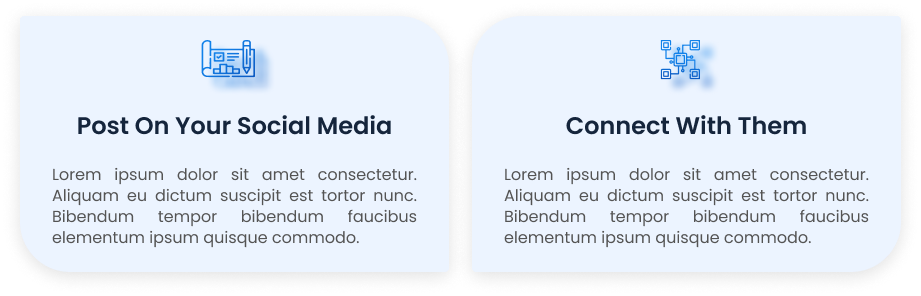 Post On Your Social Media
Lorem ipsum dolor sit amet consectetur.
Aliquam eu dictum suscipit est tortor nunc.
Bibendum tempor bibendum faucibus
elementum ipsum quisque commodo.
Connect With Them
Lorem ipsum dolor sit amet consectetur.
Aliquam eu dictum suscipit est tortor nunc.
Bibendum tempor bibendum faucibus
elementum ipsum quisque commodo.